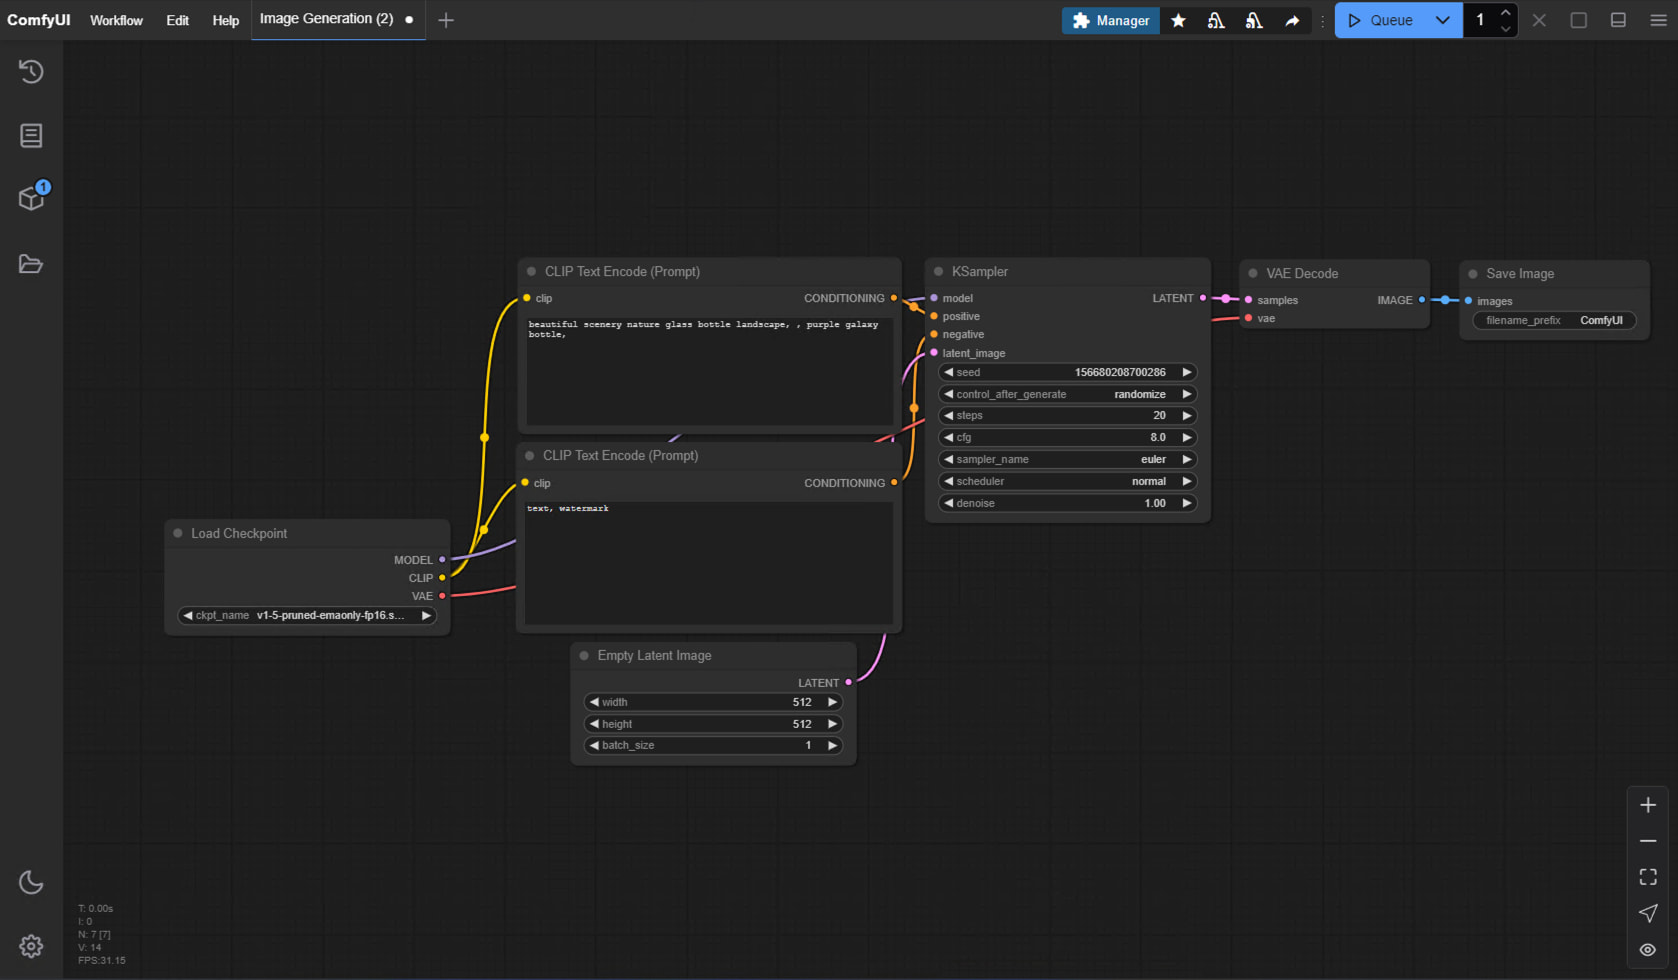 ComfyUI Workflow Edit Help Image Generation (2) Manager Queue 1
1
CLIP Text Encode (Prompt)
clip CONDITIONING
beautiful scenery nature glass bottle landscape, , purple galaxy
bottle,
KSampler
model LATENT
positive
negative
latent_image
seed 156680208700286
control_after_generate randomize
steps 20
cfg 8.0
sampler_name euler
scheduler normal
denoise 1.00
VAE Decode
samples IMAGE
vae
Save Image
images
filename_prefix ComfyUI
CLIP Text Encode (Prompt)
clip CONDITIONING
text, watermark
Load Checkpoint
MODEL
CLIP
VAE
ckpt_name v1-5-pruned-emaonly-fp16.s...
Empty Latent Image
LATENT
width 512
height 512
batch_size 1
T: 0.00s
I: 0
N: 7 [7]
V: 14
FPS:31.15